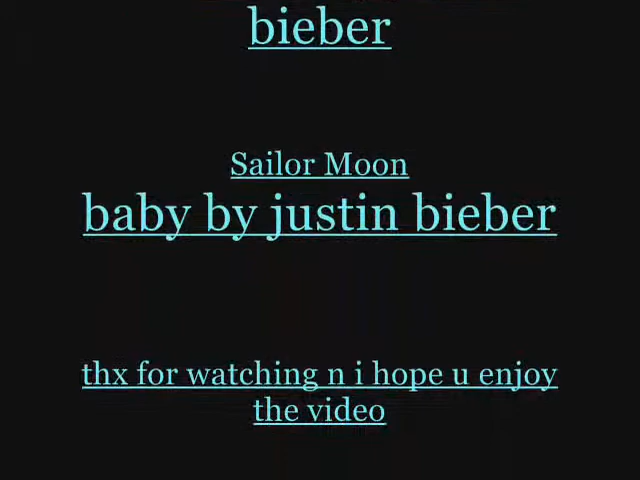 bieber
Sailor Moon
baby by justin bieber
thx for watching n i hope u enjoy
the video